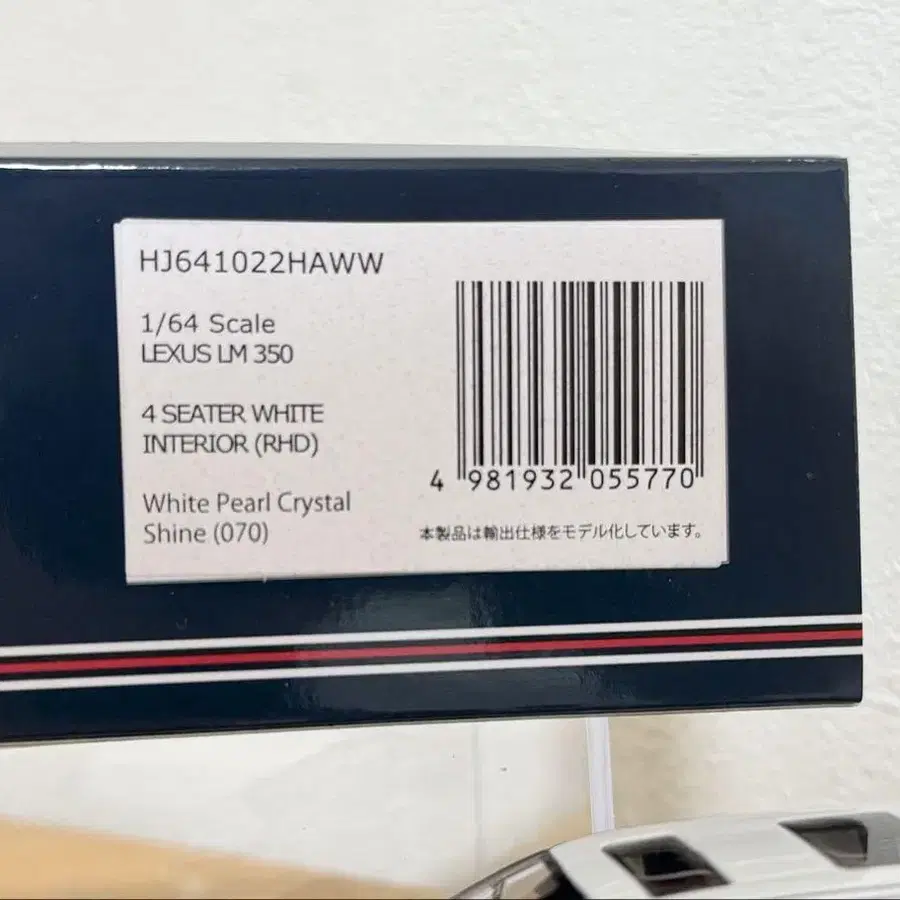 HJ641022HAWW
1/64 Scale
LEXUS LM 350
4 SEATER WHITE
INTERIOR (RHD)
White Pearl Crystal
Shine (070)
4 981932 055770
本製品は輸出仕様をモデル化しています。